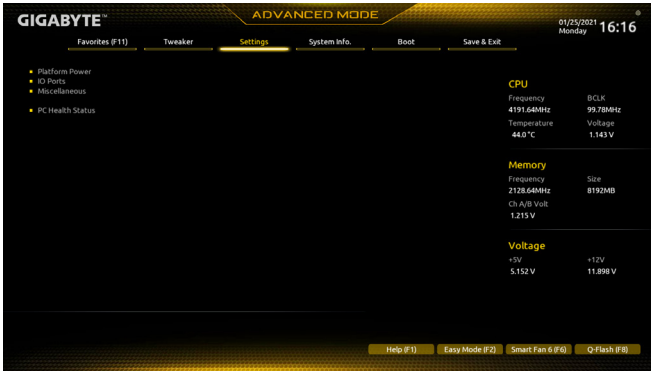 GIGABYTE™
ADVANCED MODE
01/25/2021
Monday
16:16
Favorites (F11) Tweaker Settings System Info. Boot Save & Exit
Platform Power
IO Ports
Miscellaneous
PC Health Status
CPU
Frequency BCLK
4191.64MHz 99.78MHz
Temperature Voltage
44.0 °C 1.143 V
Memory
Frequency Size
2128.64MHz 8192MB
Ch A/B Volt
1.215 V
Voltage
+5V +12V
5.152 V 11.898 V
Help (F1) Easy Mode (F2) Smart Fan 6 (F6) Q-Flash (F8)